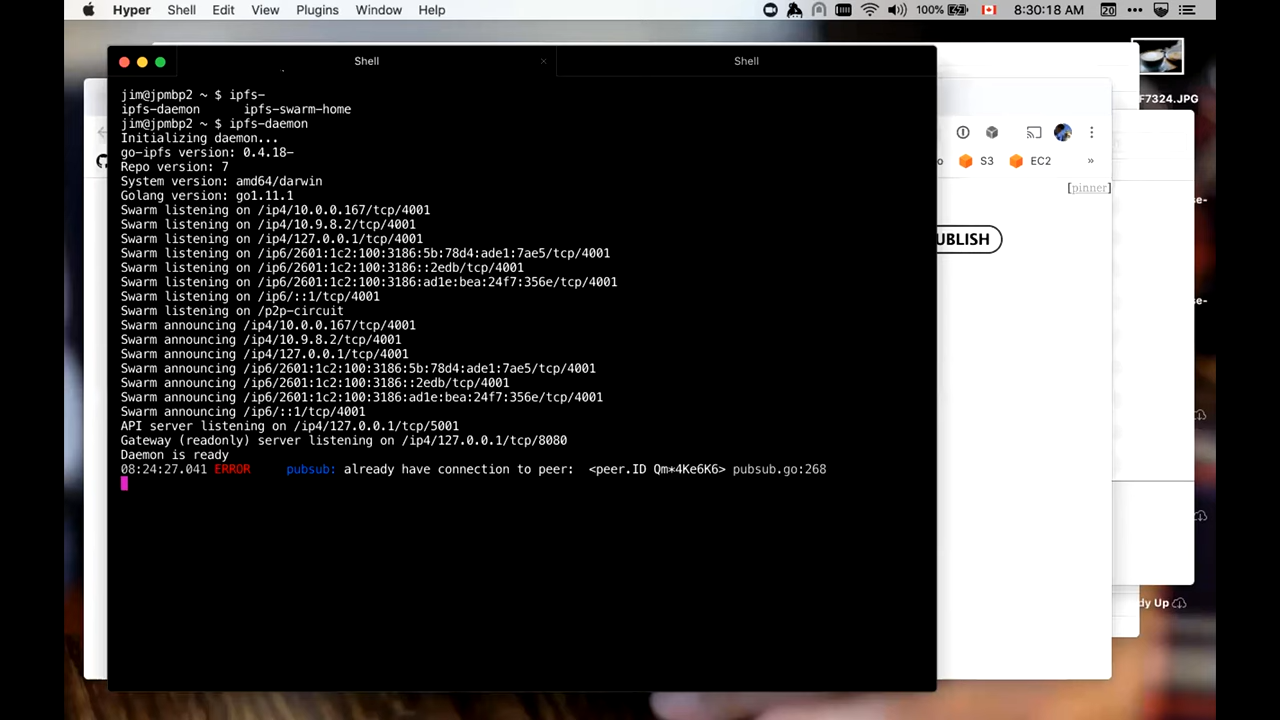 Hyper Shell Edit View Plugins Window Help 100% 8:30:18 AM 20
Shell Shell
jim@jpmbp2 ~ $ ipfs-
ipfs-daemon ipfs-swarm-home
jim@jpmbp2 ~ $ ipfs-daemon
Initializing daemon...
go-ipfs version: 0.4.18-
Repo version: 7
System version: amd64/darwin
Golang version: go1.11.1
Swarm listening on /ip4/10.0.0.167/tcp/4001
Swarm listening on /ip4/10.9.8.2/tcp/4001
Swarm listening on /ip4/127.0.0.1/tcp/4001
Swarm listening on /ip6/2601:1c2:100:3186:5b:78d4:ade1:7ae5/tcp/4001
Swarm listening on /ip6/2601:1c2:100:3186::2edb/tcp/4001
Swarm listening on /ip6/2601:1c2:100:3186:ad1e:bea:24f7:356e/tcp/4001
Swarm listening on /ip6/::1/tcp/4001
Swarm listening on /p2p-circuit
Swarm announcing /ip4/10.0.0.167/tcp/4001
Swarm announcing /ip4/10.9.8.2/tcp/4001
Swarm announcing /ip4/127.0.0.1/tcp/4001
Swarm announcing /ip6/2601:1c2:100:3186:5b:78d4:ade1:7ae5/tcp/4001
Swarm announcing /ip6/2601:1c2:100:3186::2edb/tcp/4001
Swarm announcing /ip6/2601:1c2:100:3186:ad1e:bea:24f7:356e/tcp/4001
Swarm announcing /ip6/::1/tcp/4001
API server listening on /ip4/127.0.0.1/tcp/5001
Gateway (readonly) server listening on /ip4/127.0.0.1/tcp/8080
Daemon is ready
08:24:27.041 ERROR pubsub: already have connection to peer: <peer.ID Qm*4Ke6K6> pubsub.go:268
F7324.JPG
o S3 EC2 »
[pinner]
UBLISH
se-
se-
dy Up